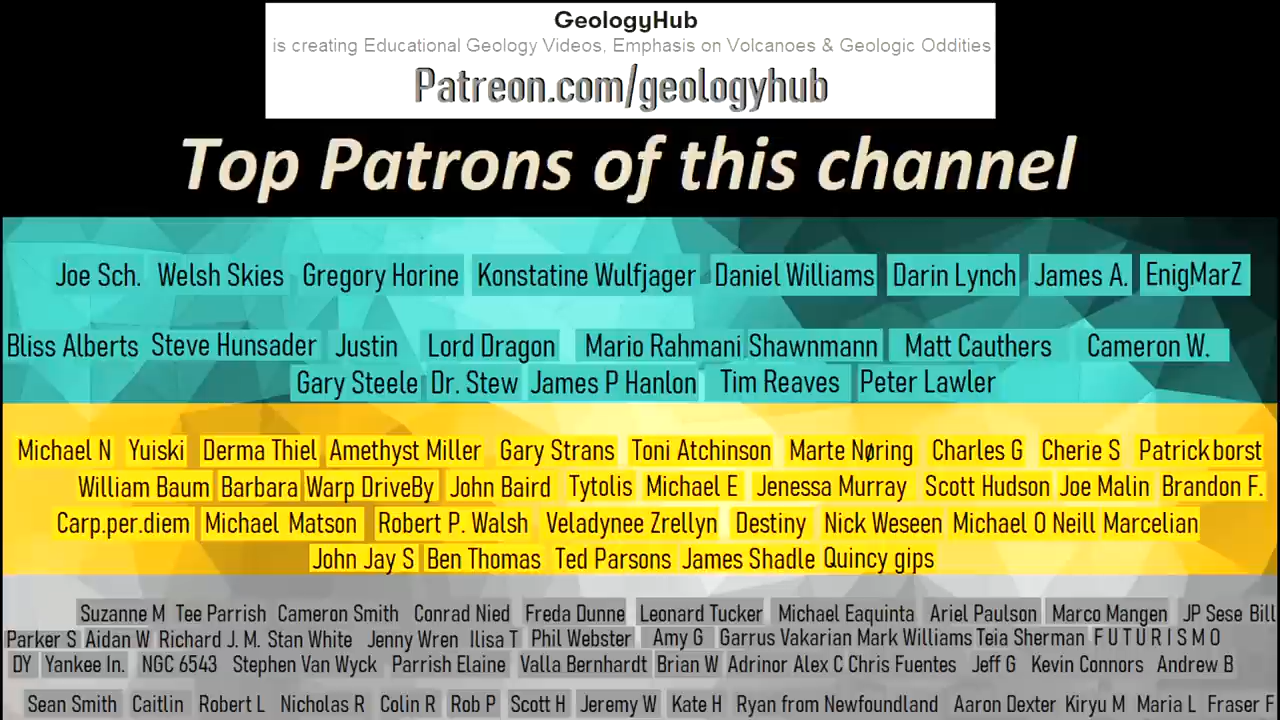 GeologyHub
is creating Educational Geology Videos, Emphasis on Volcanoes & Geologic Oddities
Patreon.com/geologyhub
Top Patrons of this channel
Joe Sch. Welsh Skies Gregory Horine Konstatine Wulfjager Daniel Williams Darin Lynch James A. EnigMarZ
Bliss Alberts Steve Hunsader Justin Lord Dragon Mario Rahmani Shawnmann Matt Cauthers Cameron W.
Gary Steele Dr. Stew James P Hanlon Tim Reaves Peter Lawler
Michael N Yuiski Derma Thiel Amethyst Miller Gary Strans Toni Atchinson Marte Nøring Charles G Cherie S Patrick borst
William Baum Barbara Warp DriveBy John Baird Tytolis Michael E Jenessa Murray Scott Hudson Joe Malin Brandon F.
Carp.per.diem Michael Matson Robert P. Walsh Veladynee Zrellyn Destiny Nick Weseen Michael O Neill Marcelian
John Jay S Ben Thomas Ted Parsons James Shadle Quincy gips
Suzanne M Tee Parrish Cameron Smith Conrad Nied Freda Dunne Leonard Tucker Michael Eaquinta Ariel Paulson Marco Mangen JP Sese Bill
Parker S Aidan W Richard J. M. Stan White Jenny Wren Ilisa T Phil Webster Amy G Garrus Vakarian Mark Williams Teia Sherman F U T U R I S M O
DY Yankee In. NGC 6543 Stephen Van Wyck Parrish Elaine Valla Bernhardt Brian W Adrinor Alex C Chris Fuentes Jeff G Kevin Connors Andrew B
Sean Smith Caitlin Robert L Nicholas R Colin R Rob P Scott H Jeremy W Kate H Ryan from Newfoundland Aaron Dexter Kiryu M Maria L Fraser F